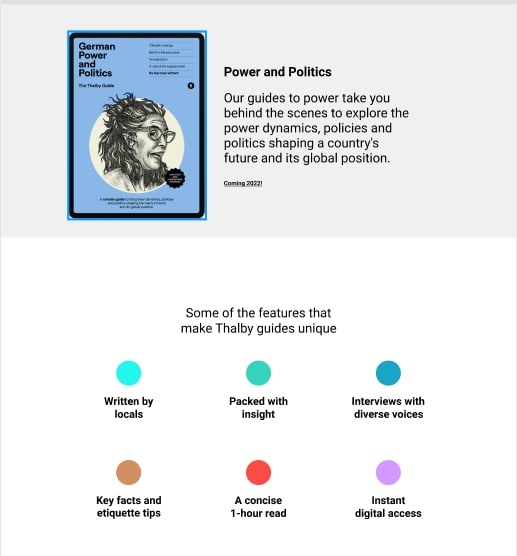 German
Power
and
Politics
The Thalby Guide
Climate change
Berlin's infrastructure
Immigration
A reluctant superpower
By German writers
A concise guide to the power dynamics, policies
and politics shaping Germany's future
and its global position.
Power and Politics
Our guides to power take you
behind the scenes to explore the
power dynamics, policies and
politics shaping a country's
future and its global position.
Coming 2022!
Some of the features that
make Thalby guides unique
Written by
locals
Packed with
insight
Interviews with
diverse voices
Key facts and
etiquette tips
A concise
1-hour read
Instant
digital access